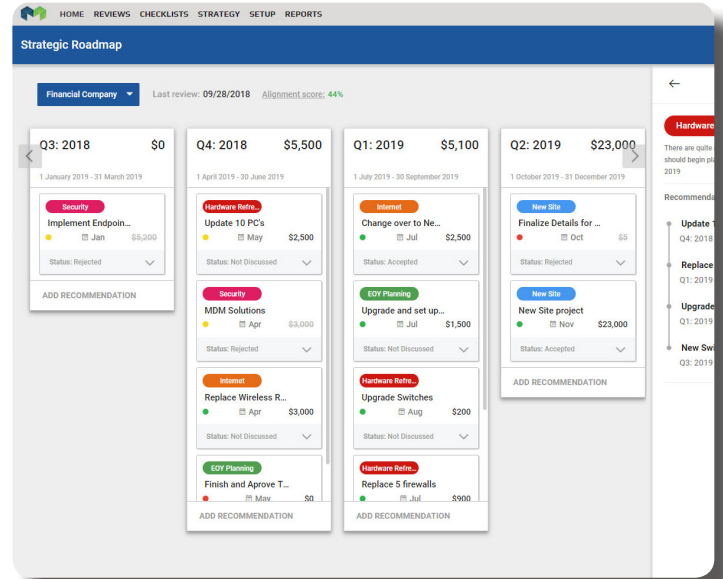 HOME REVIEWS CHECKLISTS STRATEGY SETUP REPORTS
Strategic Roadmap
Financial Company
Last review: 09/28/2018
Alignment score: 44%
Q3: 2018 $0
1 January 2019 - 31 March 2019
Security
Implement Endpoin...
Jan $5,200
Status: Rejected
ADD RECOMMENDATION
Q4: 2018 $5,500
1 April 2019 - 30 June 2019
Hardware Refre...
Update 10 PC's
May $2,500
Status: Not Discussed
Security
MDM Solutions
Apr $3,000
Status: Rejected
Internet
Replace Wireless R...
Apr $3,000
Status: Not Discussed
EOY Planning
Finish and Aprove T...
May $0
ADD RECOMMENDATION
Q1: 2019 $5,100
1 July 2019 - 30 September 2019
Internet
Change over to Ne...
Jul $2,500
Status: Accepted
EOY Planning
Upgrade and set up...
Jul $1,500
Status: Not Discussed
Hardware Refre...
Upgrade Switches
Aug $200
Status: Not Discussed
Hardware Refre...
Replace 5 firewalls
Jul $900
ADD RECOMMENDATION
Q2: 2019 $23,000
1 October 2019 - 31 December 2019
New Site
Finalize Details for ...
Oct $5
Status: Rejected
New Site
New Site project
Nov $23,000
Status: Accepted
ADD RECOMMENDATION
Hardware
There are quite
should begin pla
2019
Recommenda
Update 1
Q4: 2018
Replace
Q1: 2019
Upgrade
Q1: 2019
New Swi
Q3: 2019